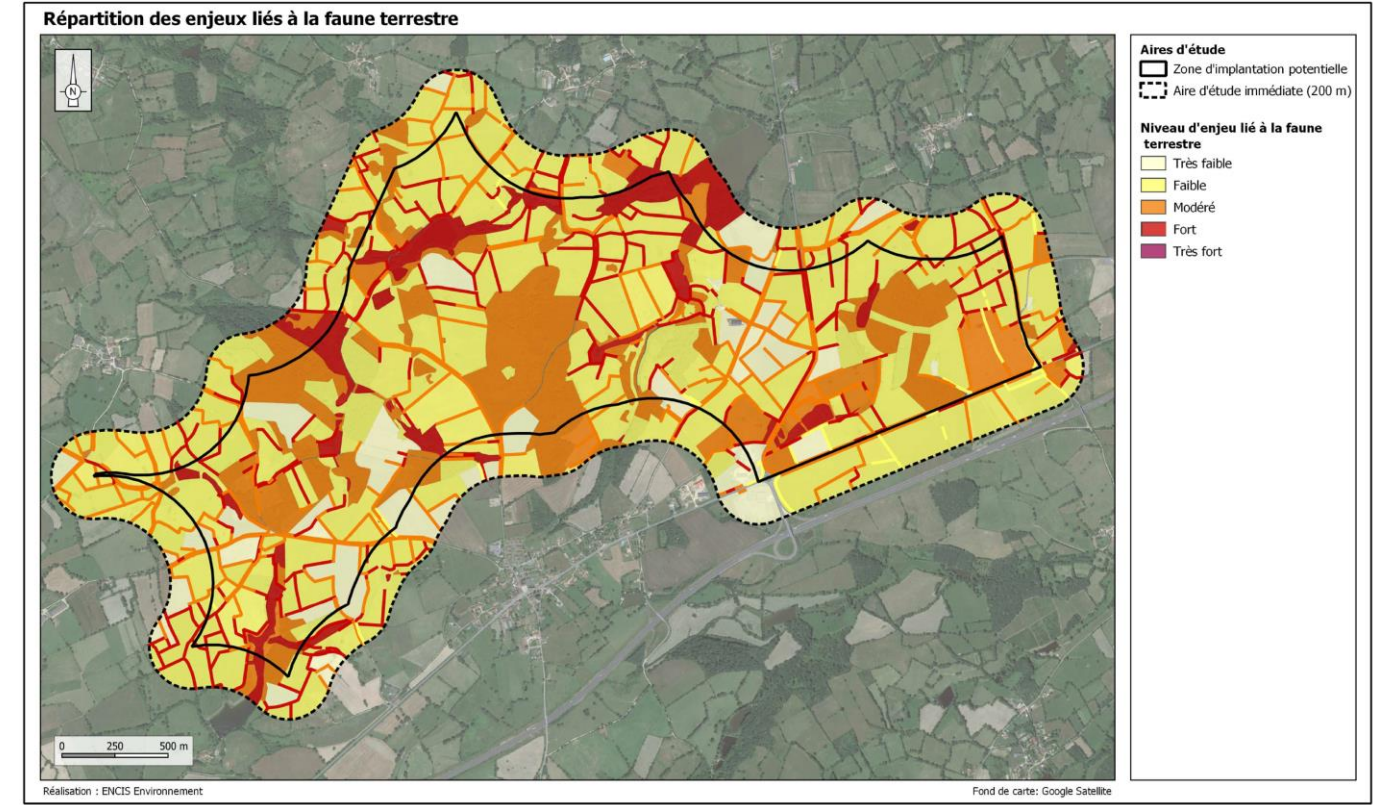 Répartition des enjeux liés à la faune terrestre
N
Aires d'étude
Zone d'implantation potentielle
Aire d'étude immédiate (200 m)
Niveau d'enjeu lié à la faune
terrestre
Très faible
Faible
Modéré
Fort
Très fort
0 250 500 m
Réalisation : ENCIS Environnement
Fond de carte: Google Satellite